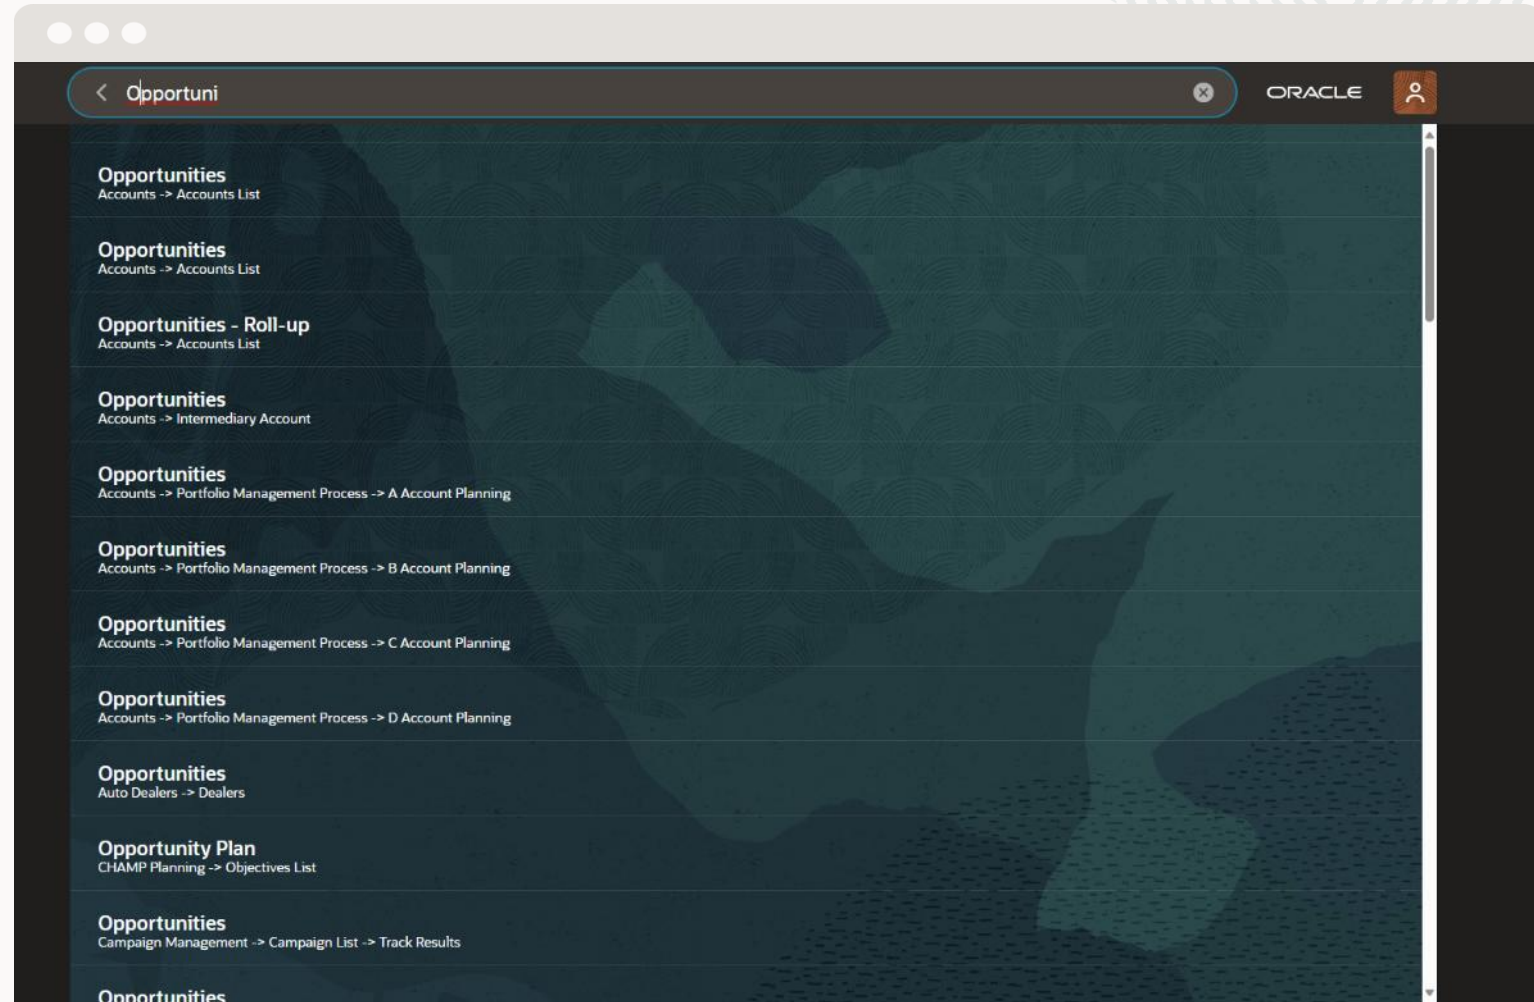 Opportuni
ORACLE
Opportunities
Accounts -> Accounts List
Opportunities
Accounts -> Accounts List
Opportunities - Roll-up
Accounts -> Accounts List
Opportunities
Accounts -> Intermediary Account
Opportunities
Accounts -> Portfolio Management Process -> A Account Planning
Opportunities
Accounts -> Portfolio Management Process -> B Account Planning
Opportunities
Accounts -> Portfolio Management Process -> C Account Planning
Opportunities
Accounts -> Portfolio Management Process -> D Account Planning
Opportunities
Auto Dealers -> Dealers
Opportunity Plan
CHAMP Planning -> Objectives List
Opportunities
Campaign Management -> Campaign List -> Track Results
Opportunities